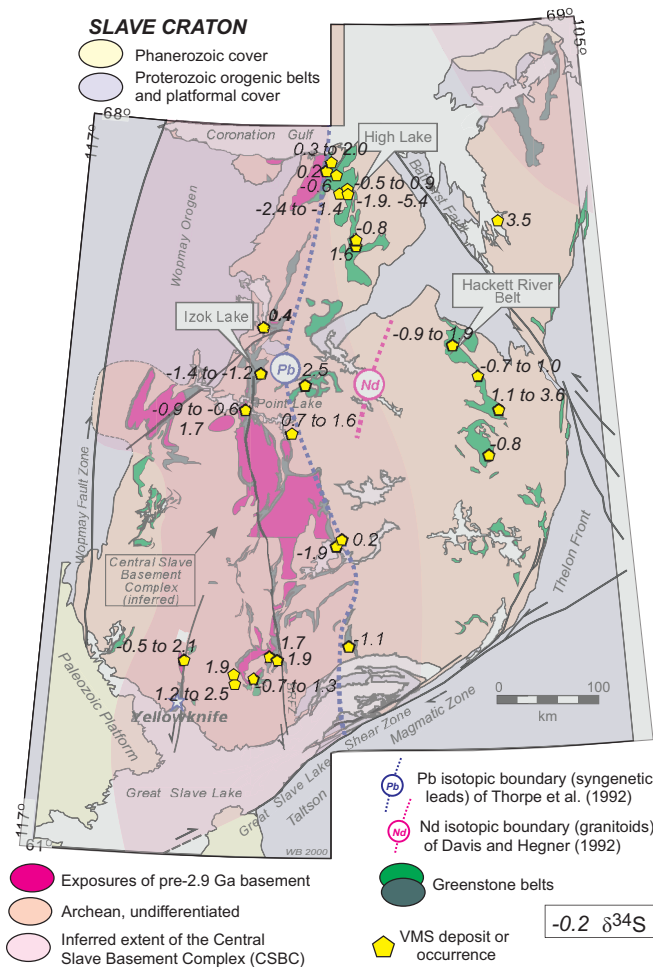 SLAVE CRATON
Phanerozoic cover
Proterozoic orogenic belts
and platformal cover
69º
105º
68º
117º
Coronation Gulf
High Lake
0.3 to 2.0
0.2
-0.6
-0.5 to 0.9
-1.9. -5.4
-2.4 to -1.4
-0.8
1.6
Bathurst Fault
3.5
Wopmay Orogen
Hackett River
Belt
Izok Lake
0.4
-0.9 to 1.9
Pb
2.5
Nd
-0.7 to 1.0
-1.4 to -1.2
1.1 to 3.6
-0.9 to -0.6
Point Lake
1.7
0.7 to 1.6
-0.8
Wopmay Fault Zone
0.2
-1.9
Central Slave
Basement
Complex
(inferred)
Thelon Front
-0.5 to 2.1
1.7
-1.1
1.9
1.9
-0.7 to 1.3
1.2 to 2.5
Yellowknife
Paleozoic Platform
0
100
km
Great Slave Lake
Great Slave Lake Shear Zone
Taltson Magmatic Zone
117º
61º
WB 2000
Pb
Pb isotopic boundary (syngenetic
leads) of Thorpe et al. (1992)
Nd
Nd isotopic boundary (granitoids)
of Davis and Hegner (1992)
Exposures of pre-2.9 Ga basement
Greenstone belts
Archean, undifferentiated
-0.2 δ³⁴S
Inferred extent of the Central
Slave Basement Complex (CSBC)
VMS deposit or
occurrence